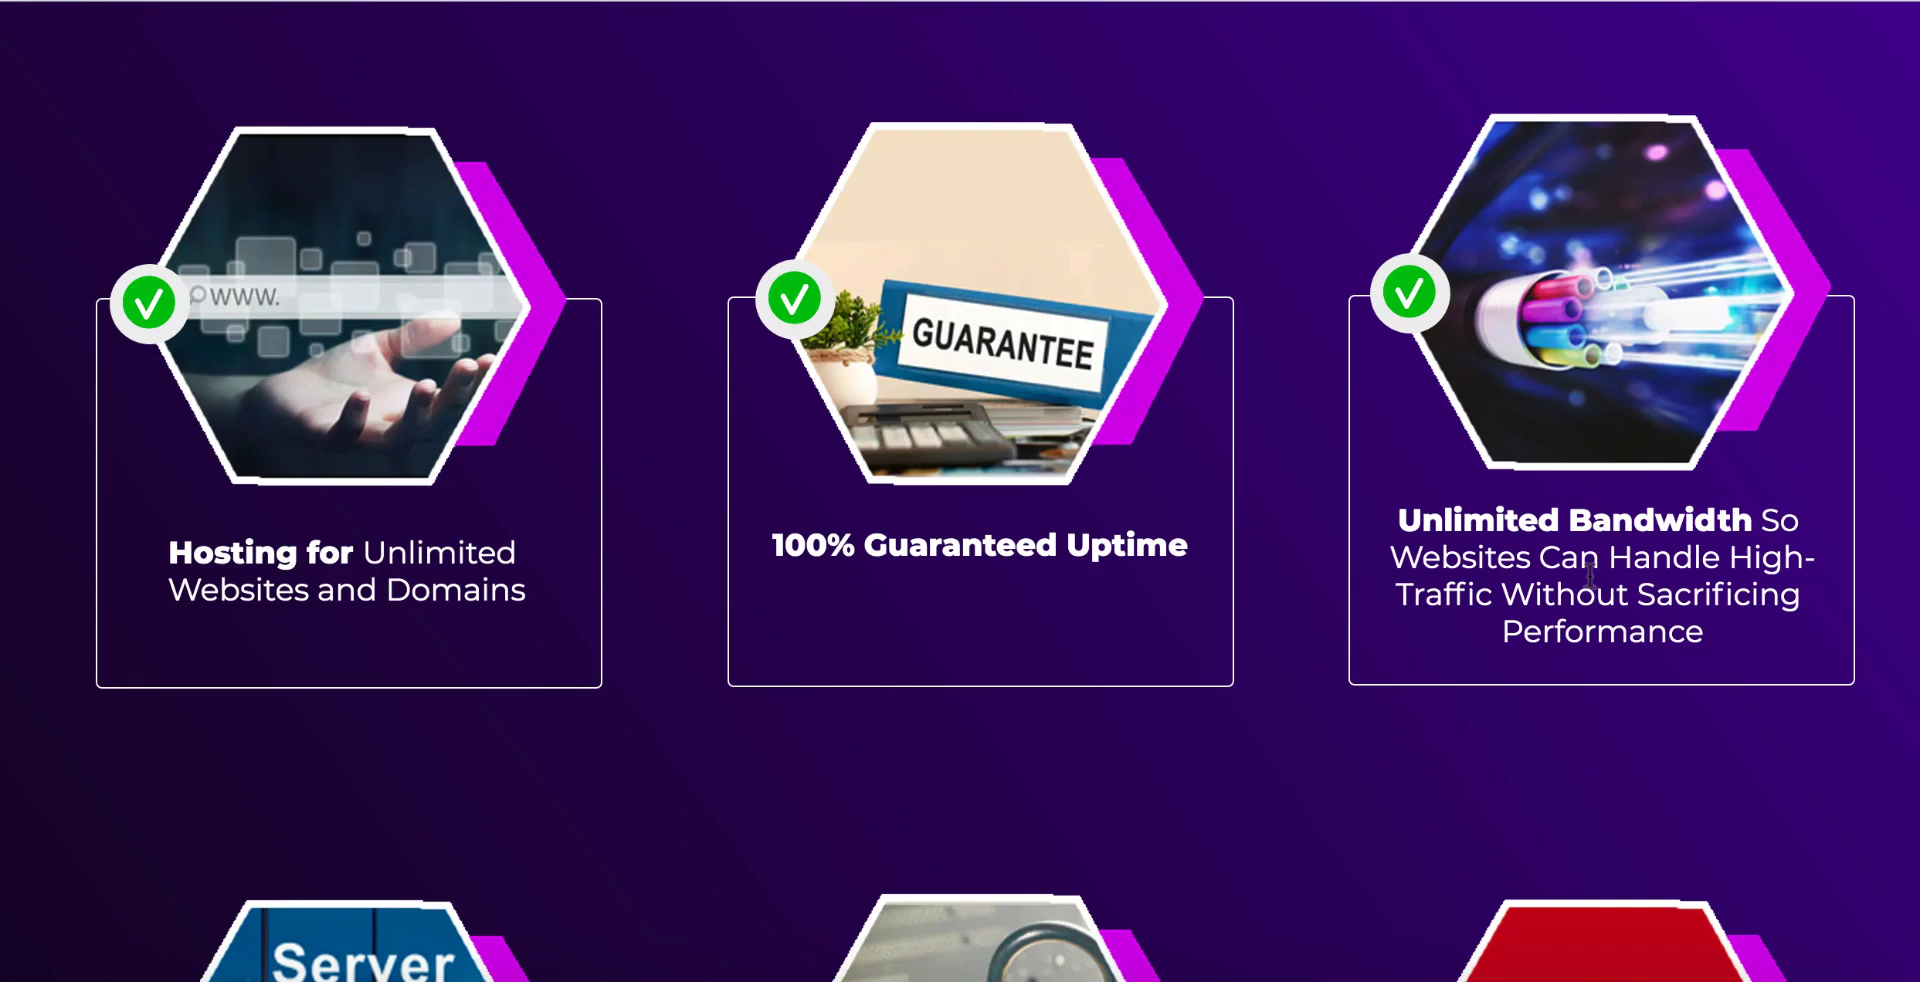 WWW.
Hosting for Unlimited
Websites and Domains
GUARANTEE
100% Guaranteed Uptime
Unlimited Bandwidth So
Websites Can Handle High-
Traffic Without Sacrificing
Performance
Server